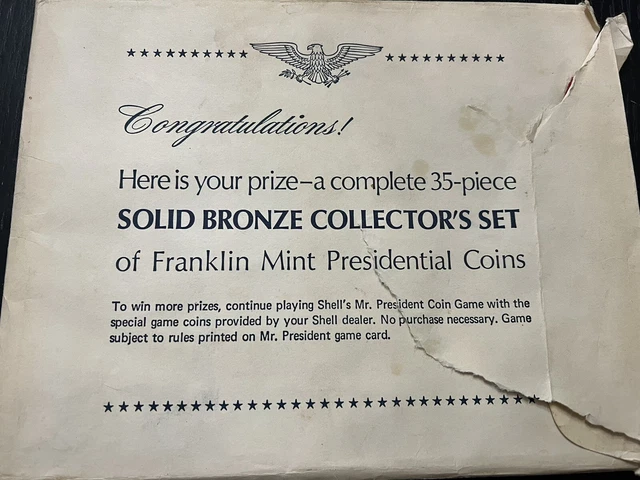 Congratulations!
Here is your prize–a complete 35-piece
SOLID BRONZE COLLECTOR'S SET
of Franklin Mint Presidential Coins
To win more prizes, continue playing Shell's Mr. President Coin Game with the
special game coins provided by your Shell dealer. No purchase necessary. Game
subject to rules printed on Mr. President game card.